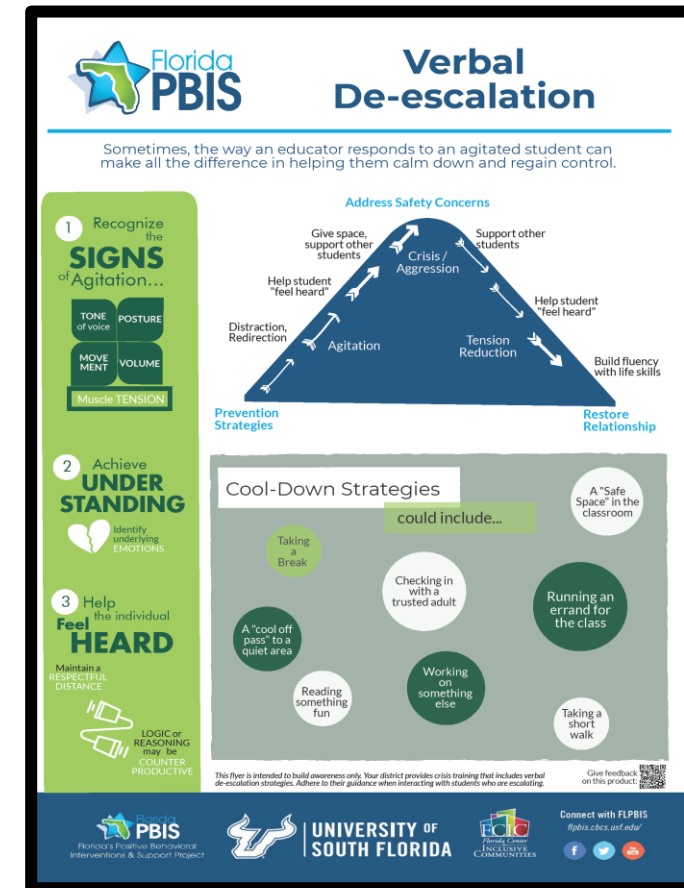 Florida
PBIS
Verbal
De-escalation
Sometimes, the way an educator responds to an agitated student can
make all the difference in helping them calm down and regain control.
1
Recognize
the
SIGNS
of Agitation...
TONE
of voice
POSTURE
MOVE
MENT
VOLUME
Muscle TENSION
2
Achieve
UNDER
STANDING
Identify
underlying
EMOTIONS
3
Help
the individual
Feel
HEARD
Maintain a
RESPECTFUL
DISTANCE
LOGIC or
REASONING
may be
COUNTER
PRODUCTIVE
Address Safety Concerns
Give space,
support other
students
Support other
students
Crisis /
Aggression
Help student
"feel heard"
Help student
"feel heard"
Distraction,
Redirection
Agitation
Tension
Reduction
Build fluency
with life skills
Prevention
Strategies
Restore
Relationship
Cool-Down Strategies
could include...
A "Safe
Space" in the
classroom
Taking
a
Break
Checking in
with a
trusted adult
Running an
errand for
the class
A "cool off
pass" to a
quiet area
Working
on
something
else
Reading
something
fun
Taking a
short
walk
This flyer is intended to build awareness only. Your district provides crisis training that includes verbal
de-escalation strategies. Adhere to their guidance when interacting with students who are escalating.
Give feedback
on this product:
Florida
PBIS
Florida's Positive Behavioral
Interventions & Support Project
UNIVERSITY OF
SOUTH FLORIDA
FCIC
Florida Center
INCLUSIVE
COMMUNITIES
Connect with FLPBIS
flpbis.cbcs.usf.edu/